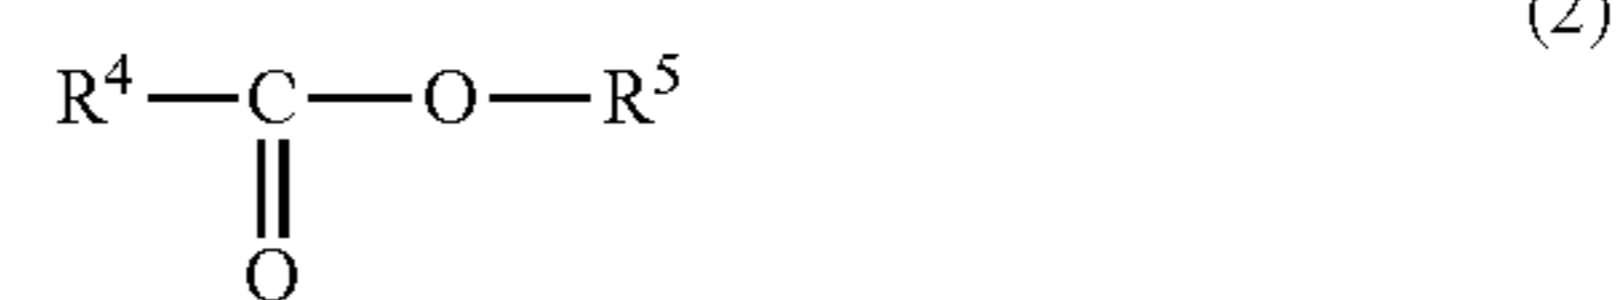 (2)
R⁴—C—O—R⁵
||
O